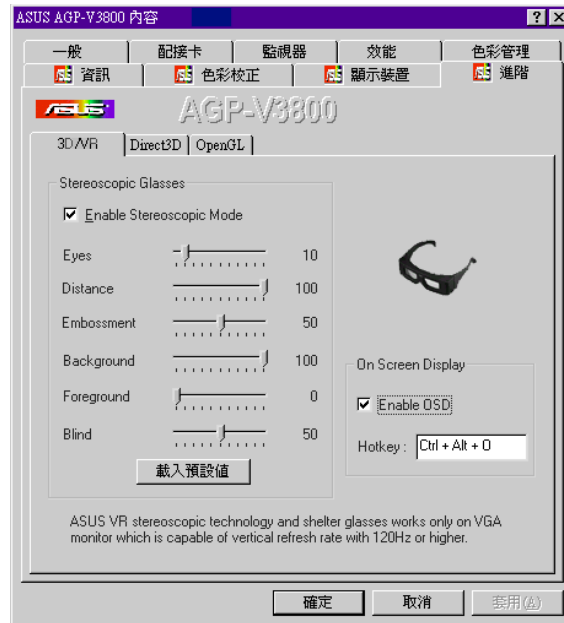 ASUS AGP-V3800 內容
一般 配接卡 監視器 效能 色彩管理
資訊 色彩校正 顯示裝置 進階
ASUS AGP-V3800
3D/VR Direct3D OpenGL
Stereoscopic Glasses
Enable Stereoscopic Mode
Eyes 10
Distance 100
Embossment 50
Background 100
Foreground 0
Blind 50
載入預設値
On Screen Display
Enable OSD
Hotkey : Ctrl + Alt + O
ASUS VR stereoscopic technology and shelter glasses works only on VGA
monitor which is capable of vertical refresh rate with 120Hz or higher.
確定 取消 套用(A)